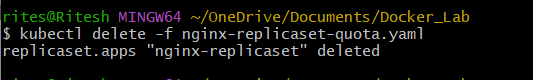 rites@Ritesh MINGW64 ~/OneDrive/Documents/Docker_Lab
$ kubectl delete -f nginx-replicaset-quota.yaml
replicaset.apps "nginx-replicaset" deleted